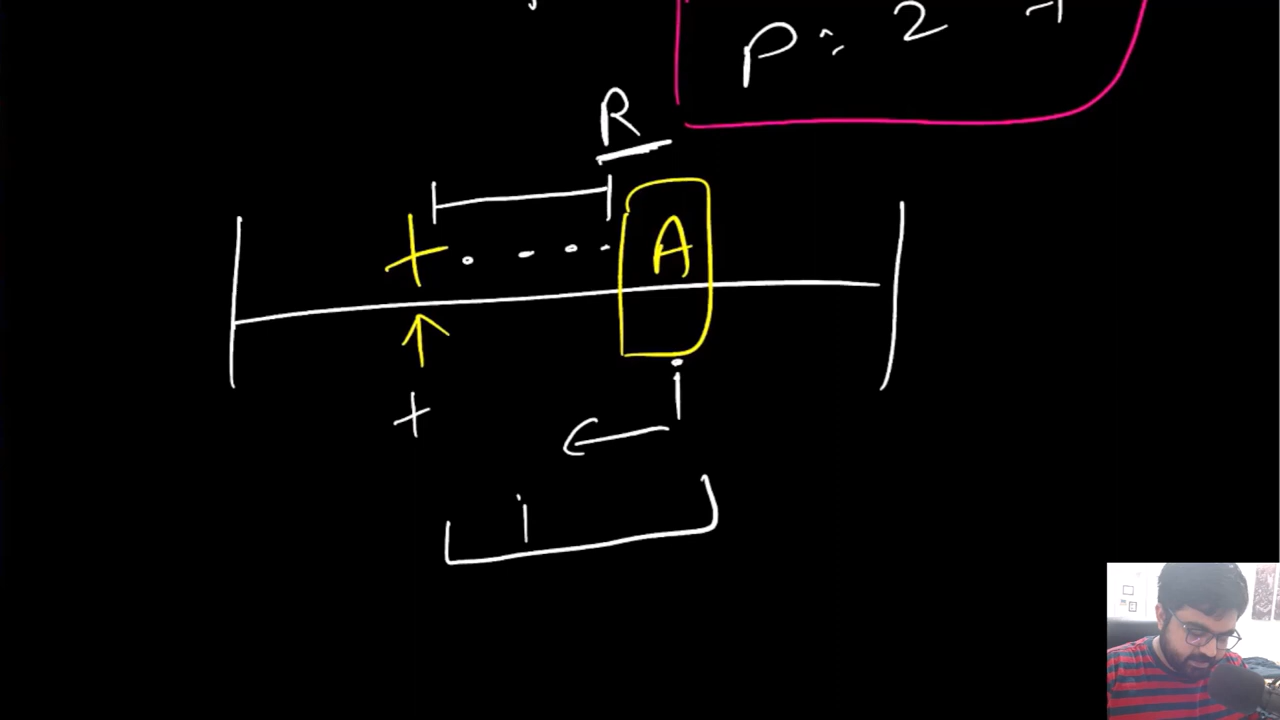 P : 2
R
+ . . . . A
+ i
i